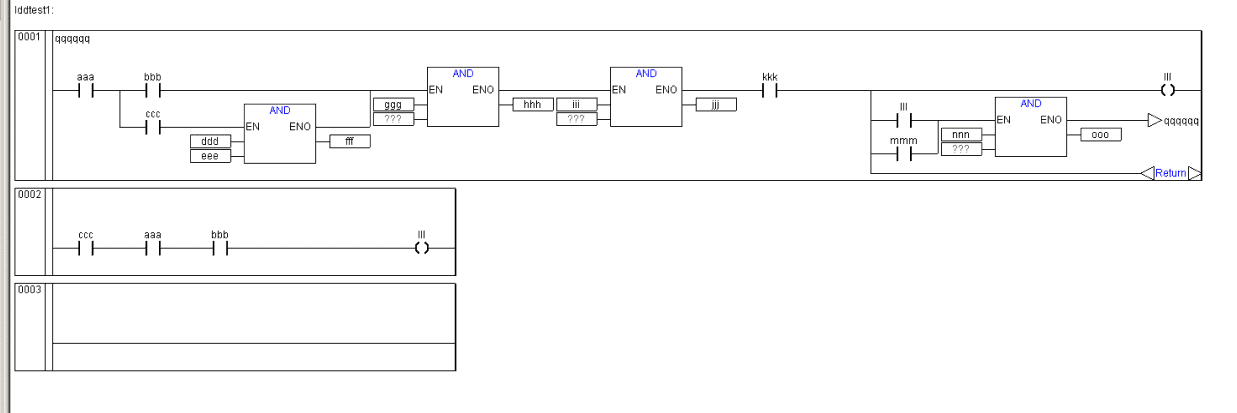 lddtest1:
0001 qqqqqq
AND AND
aaa bbb kkk lll
EN ENO EN ENO
ggg hhh iii jjj
??? ???
ccc AND lll AND
EN ENO EN ENO qqqqqq
ddd fff mmm nnn ooo
eee ???
Return
0002
ccc aaa bbb lll
0003